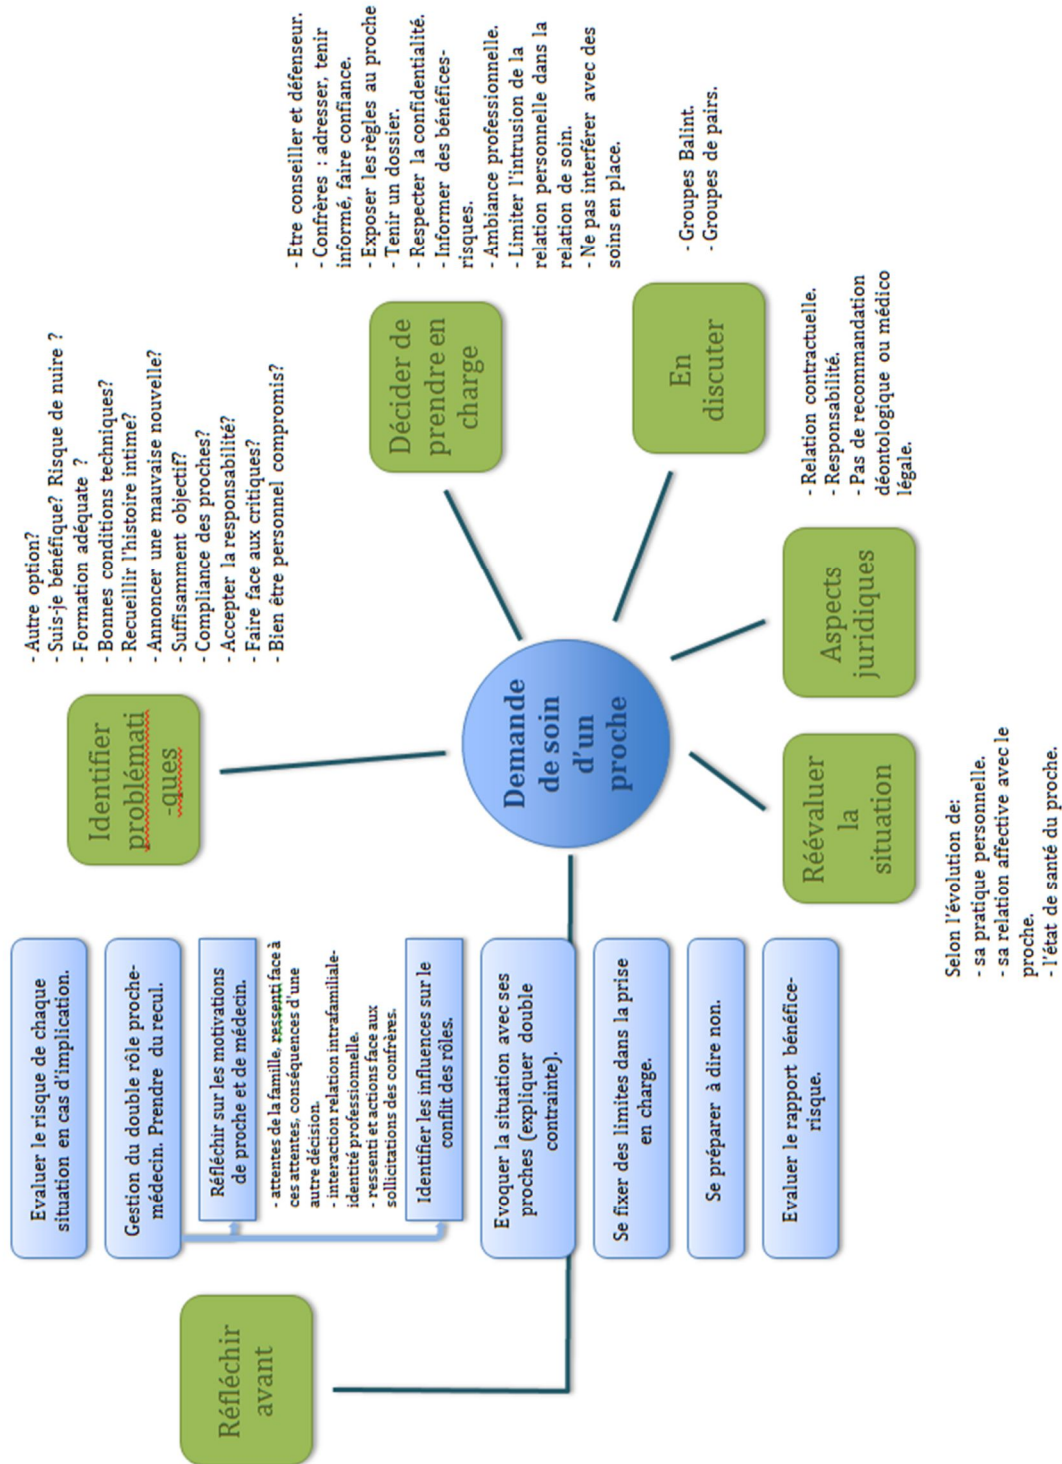 Réfléchir
avant
Evaluer le risque de chaque
situation en cas d'implication.
Gestion du double rôle proche-
médecin. Prendre du recul.
Réfléchir sur les motivations
de proche et de médecin.
- attentes de la famille, ressenti face à
ces attentes, conséquences d'une
autre décision.
- interaction relation intrafamiliale-
identité professionnelle.
- ressenti et actions face aux
sollicitations des confrères.
Identifier les influences sur le
conflit des rôles.
Evoquer la situation avec ses
proches (expliquer double
contrainte).
Se fixer des limites dans la prise
en charge.
Se préparer à dire non.
Evaluer le rapport bénéfice-
risque.
Identifier
problémati
-ques
- Autre option?
- Suis-je bénéfique? Risque de nuire ?
- Formation adéquate ?
- Bonnes conditions techniques?
- Recueillir l'histoire intime?
- Annoncer une mauvaise nouvelle?
- Suffisamment objectif?
- Compliance des proches?
- Accepter la responsabilité?
- Faire face aux critiques?
- Bien être personnel compromis?
Demande
de soin
d'un
proche
Décider de
prendre en
charge
- Etre conseiller et défenseur.
- Confrères : adresser, tenir
informé, faire confiance.
- Exposer les règles au proche
- Tenir un dossier.
- Respecter la confidentialité.
- Informer des bénéfices-
risques.
- Ambiance professionnelle.
- Limiter l'intrusion de la
relation personnelle dans la
relation de soin.
- Ne pas interférer avec des
soins en place.
En
discuter
- Groupes Balint.
- Groupes de pairs.
Aspects
juridiques
- Relation contractuelle.
- Responsabilité.
- Pas de recommandation
déontologique ou médico
légale.
Réévaluer
la
situation
Selon l'évolution de:
- sa pratique personnelle.
- sa relation affective avec le
proche.
- l'état de santé du proche.